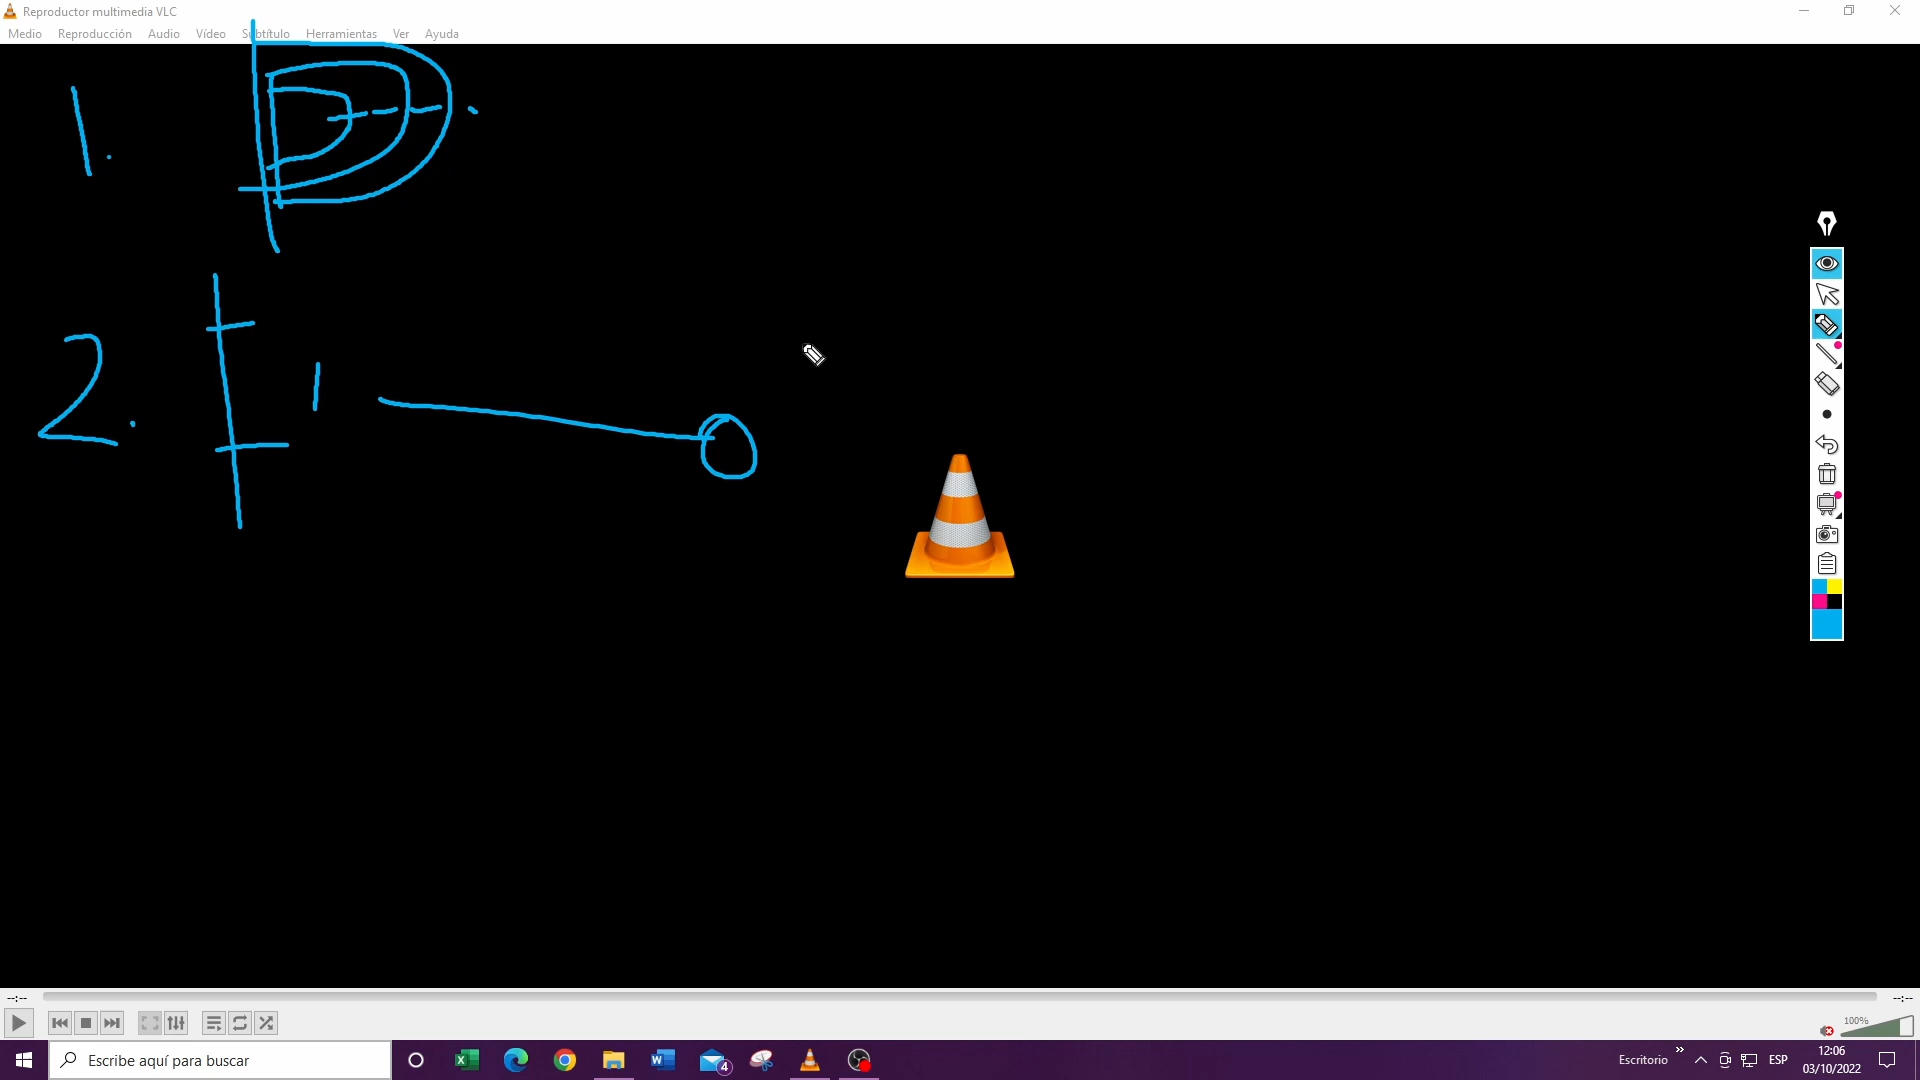 Reproductor multimedia VLC
Medio Reproducción Audio Vídeo Subtítulo Herramientas Ver Ayuda
1.
2.
--:-- --:--
100%
Escribe aquí para buscar
4
Escritorio
ESP
12:06
03/10/2022